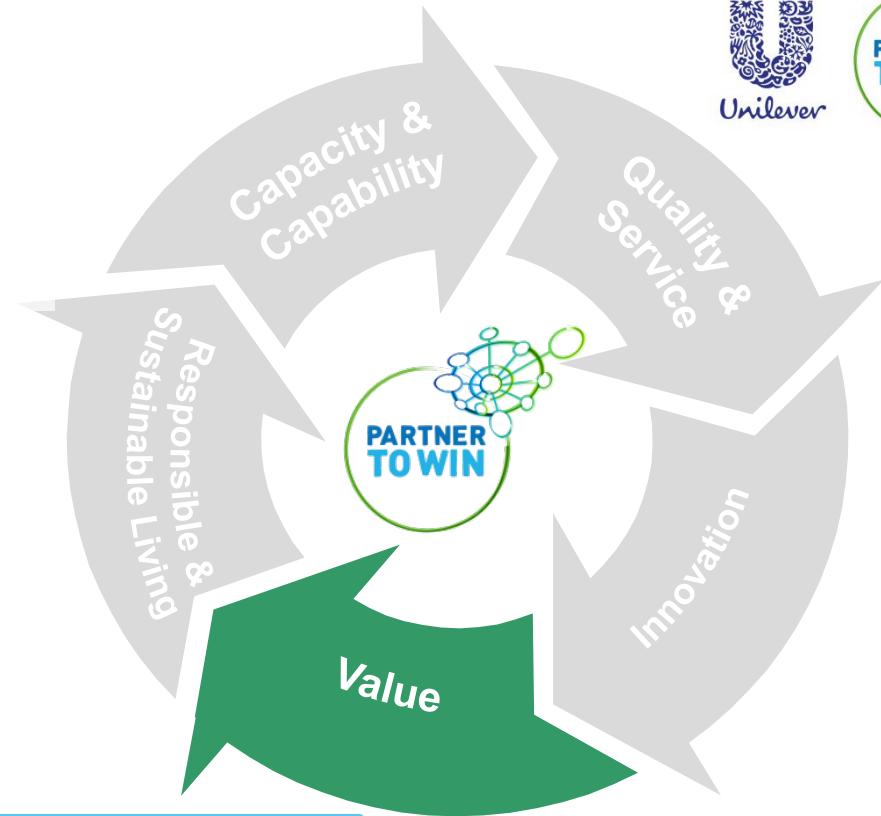 Unilever
Capacity &
Capability
Quality &
Service
Responsible &
Sustainable Living
PARTNER
TO WIN
Innovation
Value